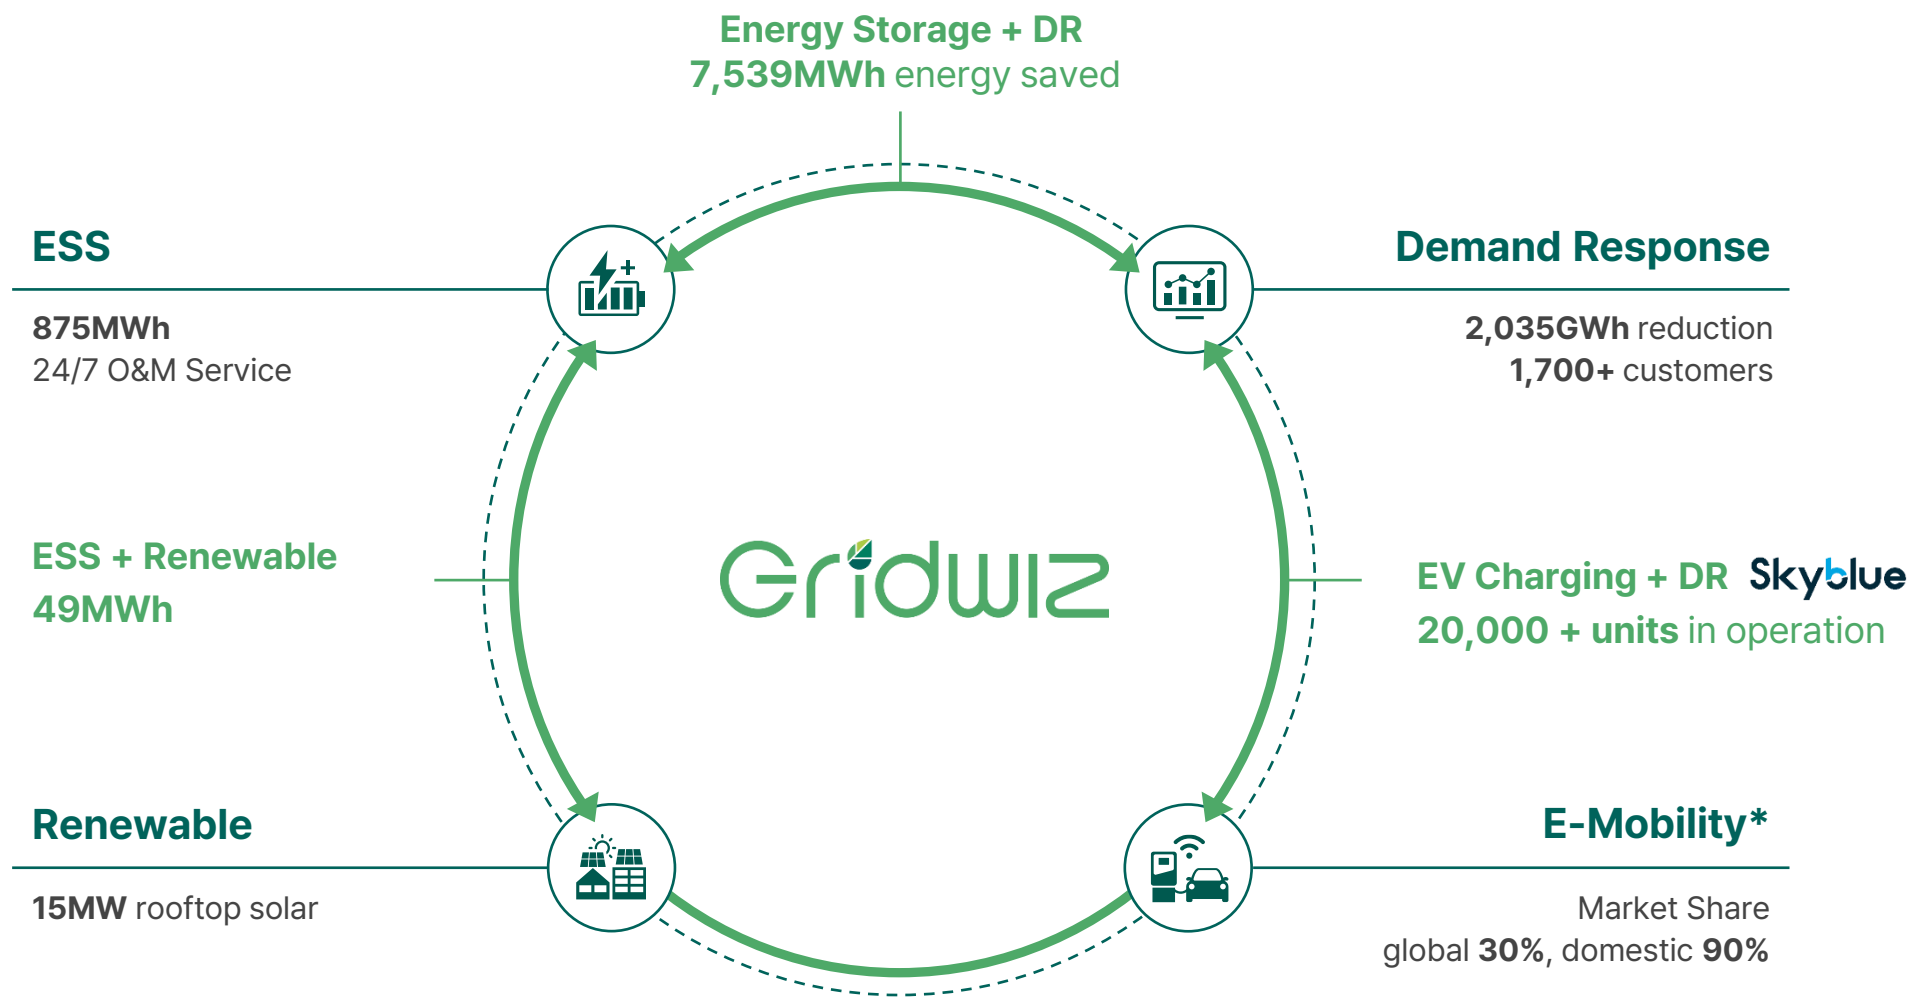 Energy Storage + DR
7,539MWh energy saved
ESS
875MWh
24/7 O&M Service
Demand Response
2,035GWh reduction
1,700+ customers
ESS + Renewable
49MWh
Gridwiz
EV Charging + DR Skyblue
20,000 + units in operation
Renewable
15MW rooftop solar
E-Mobility*
Market Share
global 30%, domestic 90%